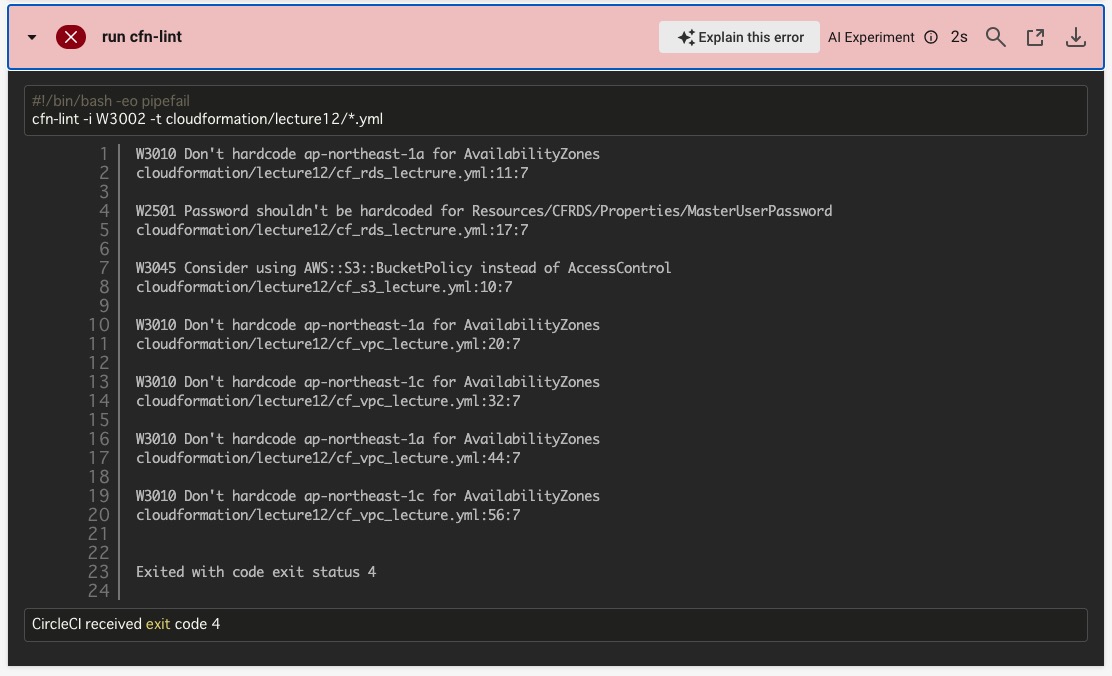 run cfn-lint
Explain this error AI Experiment 2s
#!/bin/bash -eo pipefail
cfn-lint -i W3002 -t cloudformation/lecture12/*.yml
1 W3010 Don't hardcode ap-northeast-1a for AvailabilityZones
2 cloudformation/lecture12/cf_rds_lectrure.yml:11:7
3
4 W2501 Password shouldn't be hardcoded for Resources/CFRDS/Properties/MasterUserPassword
5 cloudformation/lecture12/cf_rds_lectrure.yml:17:7
6
7 W3045 Consider using AWS::S3::BucketPolicy instead of AccessControl
8 cloudformation/lecture12/cf_s3_lecture.yml:10:7
9
10 W3010 Don't hardcode ap-northeast-1a for AvailabilityZones
11 cloudformation/lecture12/cf_vpc_lecture.yml:20:7
12
13 W3010 Don't hardcode ap-northeast-1c for AvailabilityZones
14 cloudformation/lecture12/cf_vpc_lecture.yml:32:7
15
16 W3010 Don't hardcode ap-northeast-1a for AvailabilityZones
17 cloudformation/lecture12/cf_vpc_lecture.yml:44:7
18
19 W3010 Don't hardcode ap-northeast-1c for AvailabilityZones
20 cloudformation/lecture12/cf_vpc_lecture.yml:56:7
21
22
23 Exited with code exit status 4
24
CircleCI received exit code 4